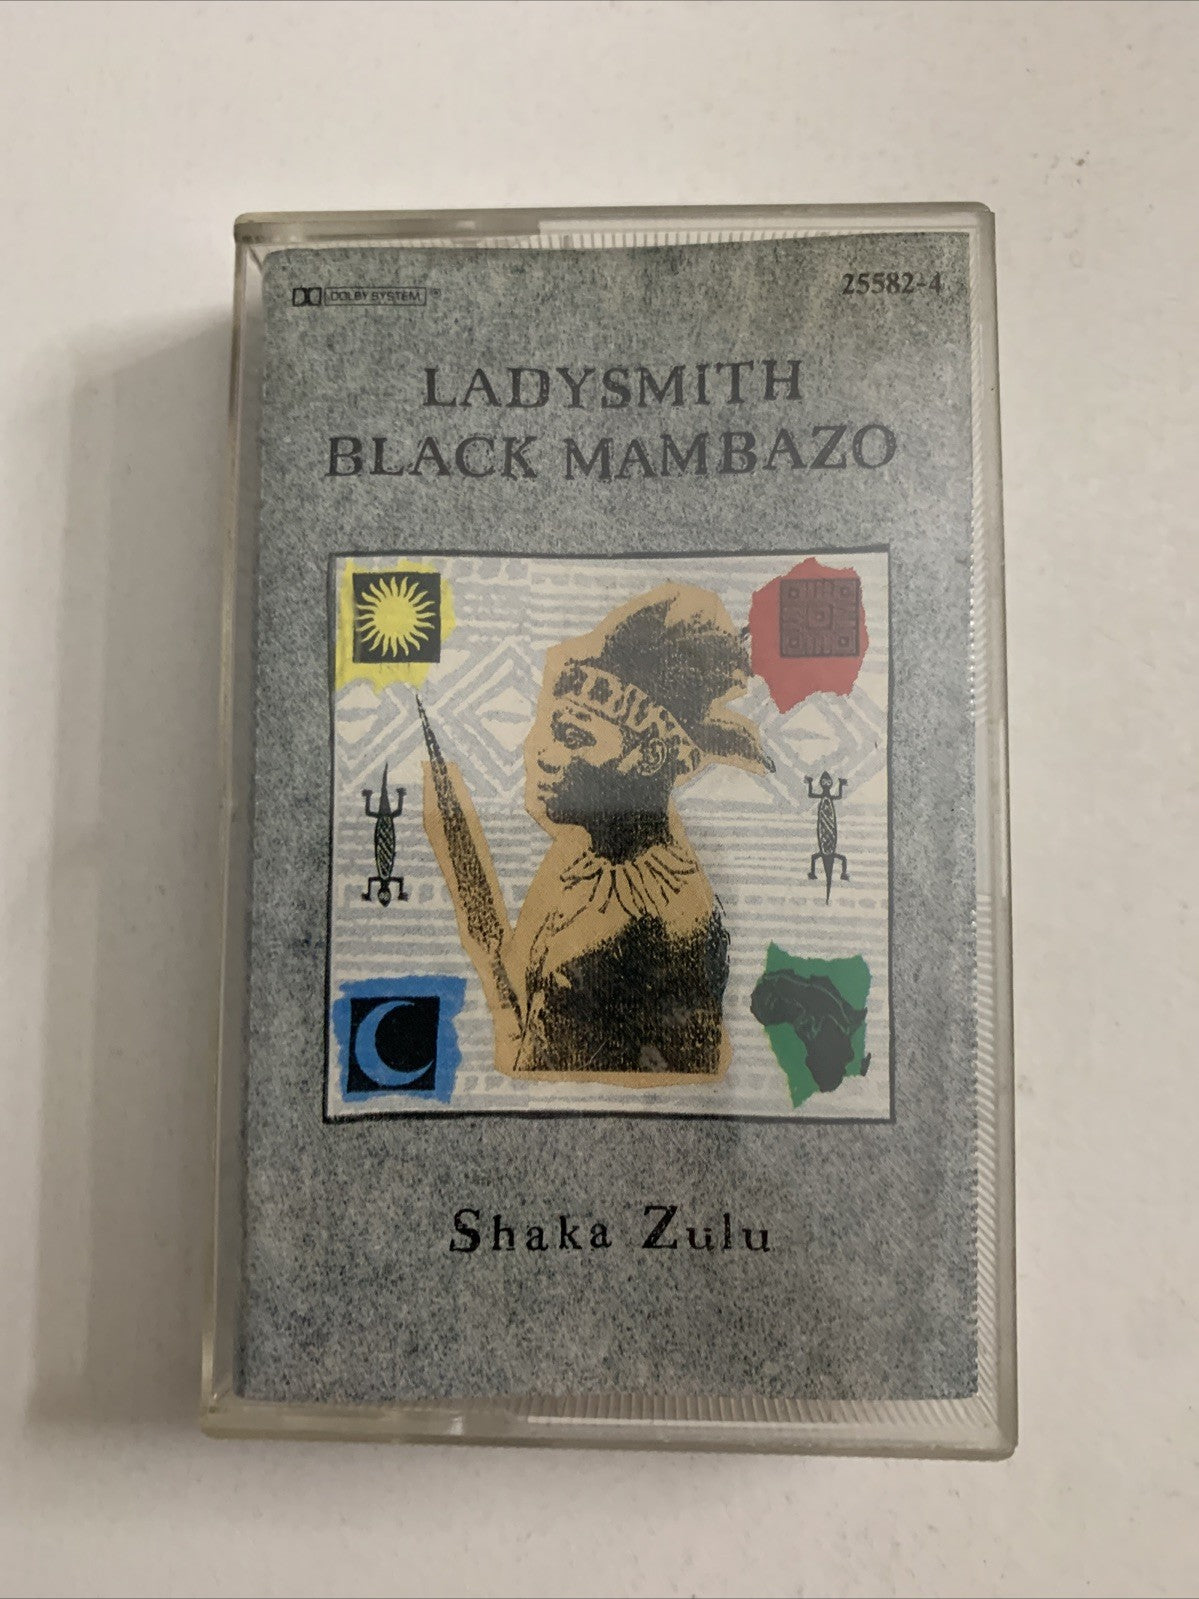 DOLBY SYSTEM ®
25582-4
LADYSMITH
BLACK MAMBAZO
Shaka Zulu